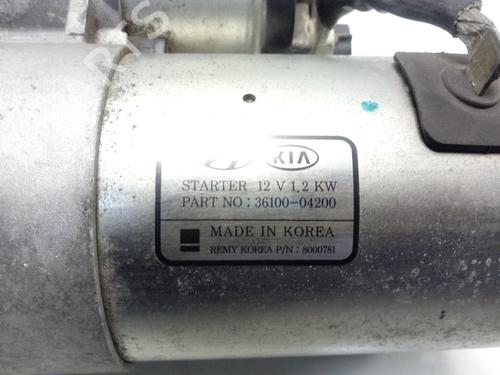 KIA
STARTER 12 V 1.2 KW
PART NO : 36100-04200
MADE IN KOREA
REMY KOREA P/N : 8000781